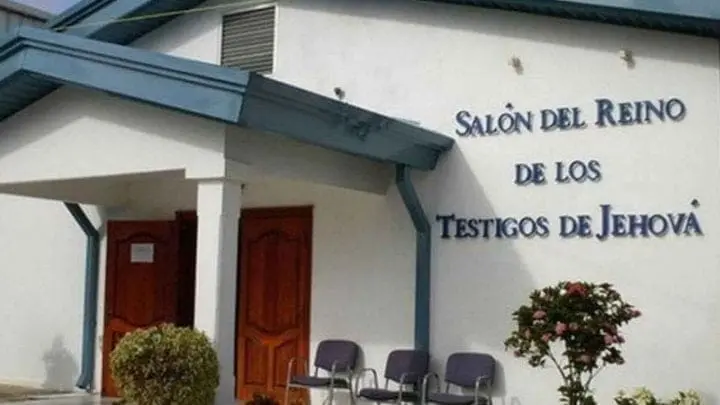 Salón del Reino
de los
Testigos de Jehová